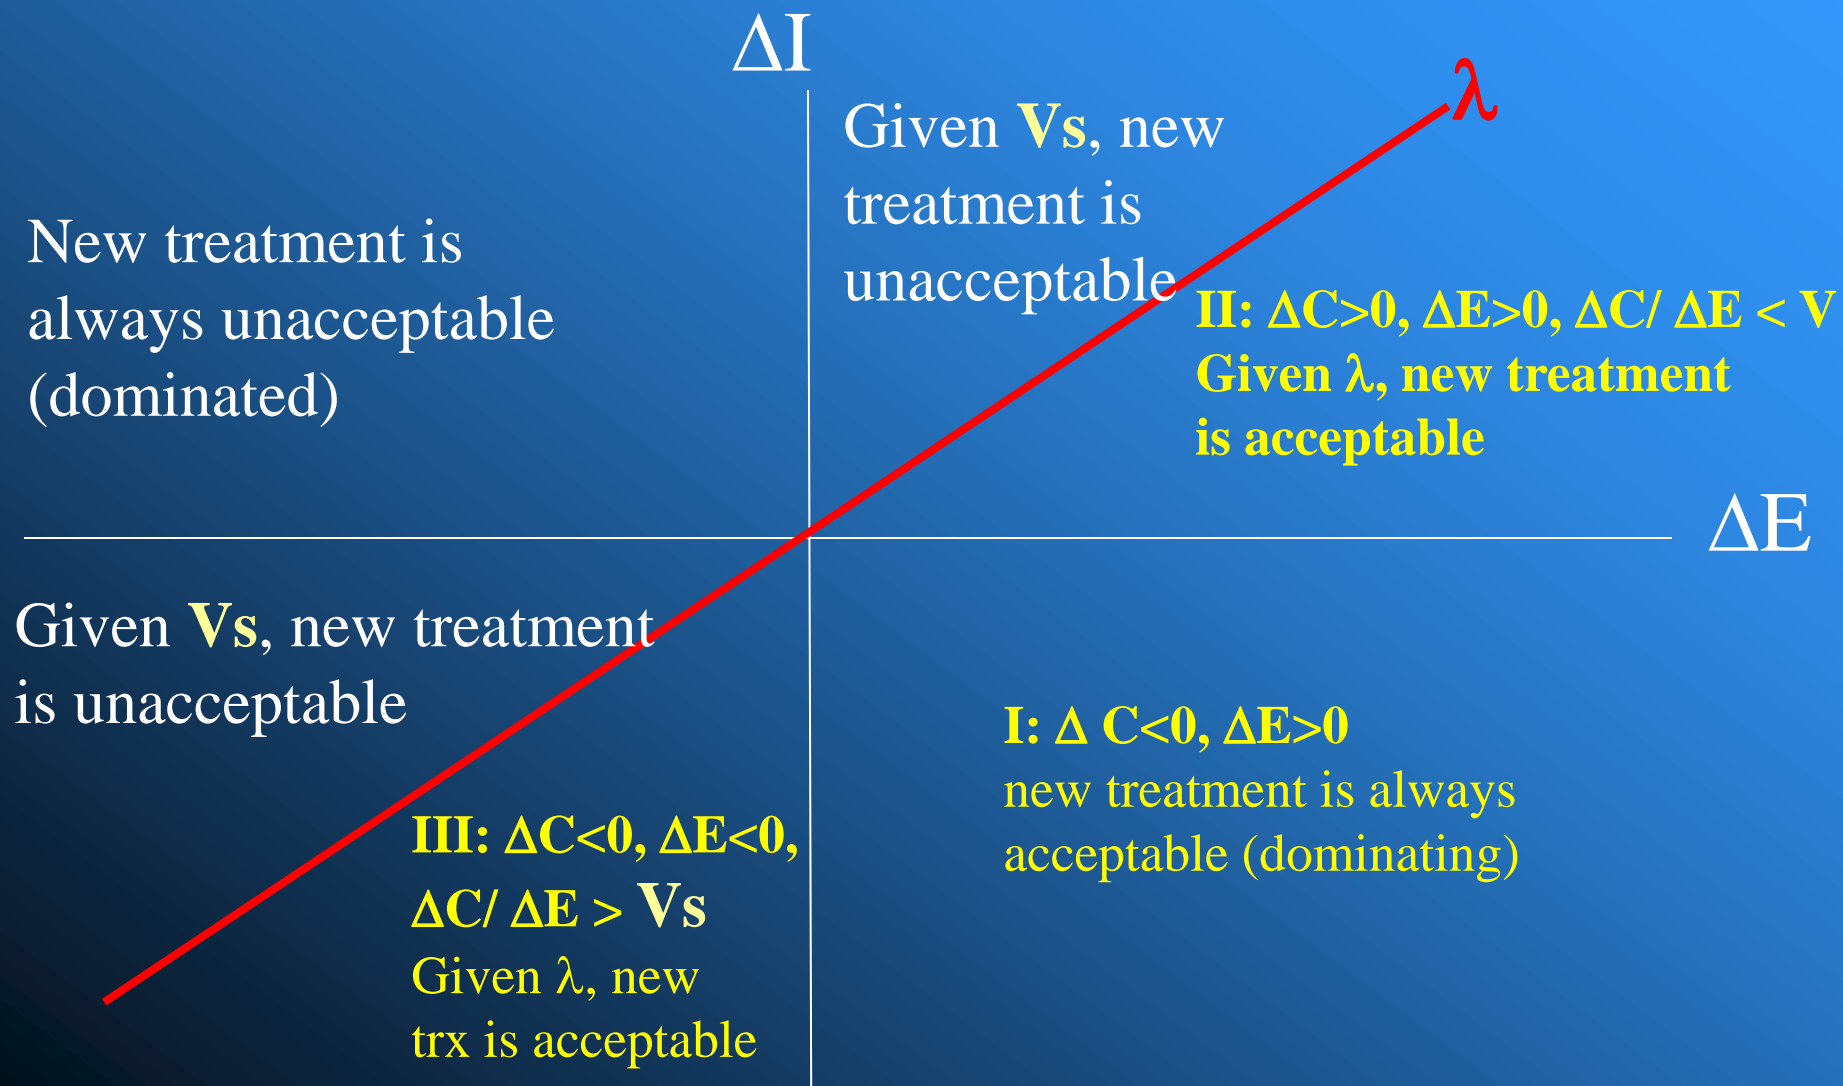 ΔI
λ
Given Vs, new
treatment is
unacceptable
New treatment is
always unacceptable
(dominated)
II: ΔC>0, ΔE>0, ΔC/ ΔE < V
Given λ, new treatment
is acceptable
ΔE
Given Vs, new treatment
is unacceptable
I: Δ C<0, ΔE>0
new treatment is always
acceptable (dominating)
III: ΔC<0, ΔE<0,
ΔC/ ΔE > Vs
Given λ, new
trx is acceptable